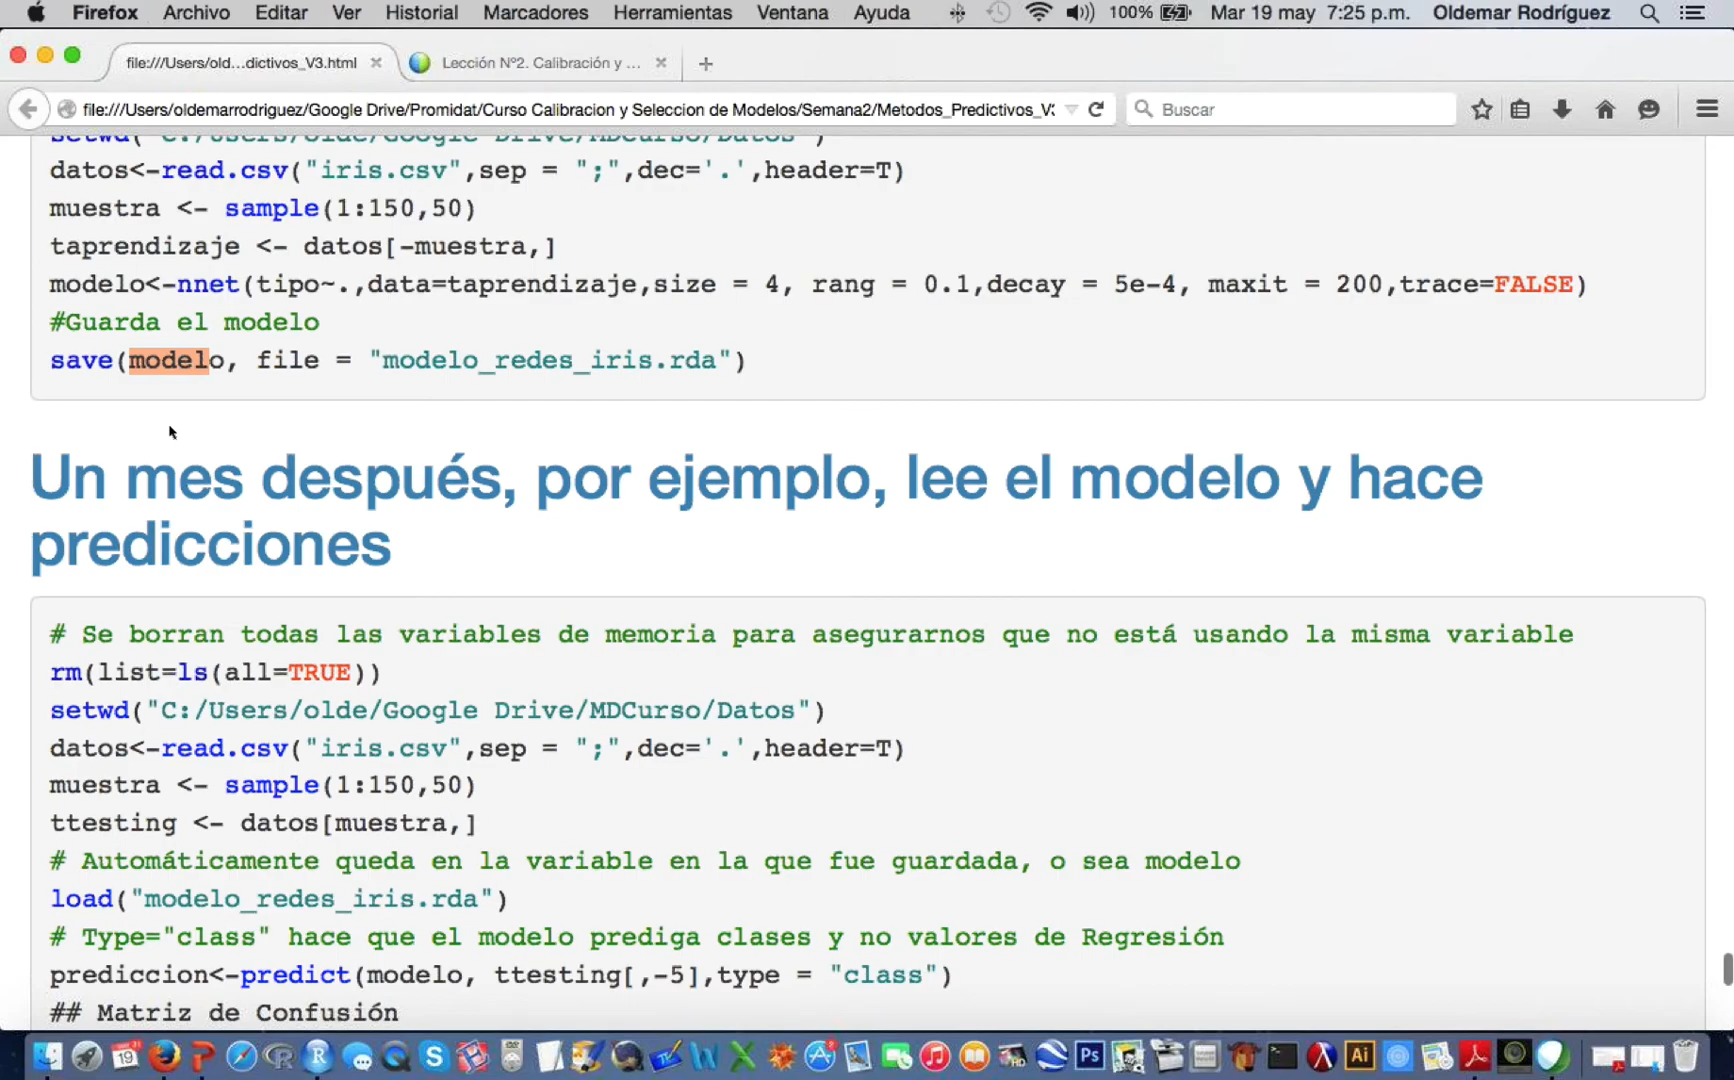 Firefox Archivo Editar Ver Historial Marcadores Herramientas Ventana Ayuda 100% Mar 19 may 7:25 p.m. Oldemar Rodríguez
file:///Users/old...dictivos_V3.html Lección Nº2. Calibración y ...
file:///Users/oldemarrodriguez/Google Drive/Promidat/Curso Calibracion y Seleccion de Modelos/Semana2/Metodos_Predictivos_V: Buscar
setwd("C:/Users/olde/Google Drive/MDCurso/Datos")
datos<-read.csv("iris.csv",sep = ";",dec='.',header=T)
muestra <- sample(1:150,50)
taprendizaje <- datos[-muestra,]
modelo<-nnet(tipo~.,data=taprendizaje,size = 4, rang = 0.1,decay = 5e-4, maxit = 200,trace=FALSE)
#Guarda el modelo
save(modelo, file = "modelo_redes_iris.rda")
Un mes después, por ejemplo, lee el modelo y hace
predicciones
# Se borran todas las variables de memoria para asegurarnos que no está usando la misma variable
rm(list=ls(all=TRUE))
setwd("C:/Users/olde/Google Drive/MDCurso/Datos")
datos<-read.csv("iris.csv",sep = ";",dec='.',header=T)
muestra <- sample(1:150,50)
ttesting <- datos[muestra,]
# Automáticamente queda en la variable en la que fue guardada, o sea modelo
load("modelo_redes_iris.rda")
# Type="class" hace que el modelo prediga clases y no valores de Regresión
prediccion<-predict(modelo, ttesting[,-5],type = "class")
## Matriz de Confusión